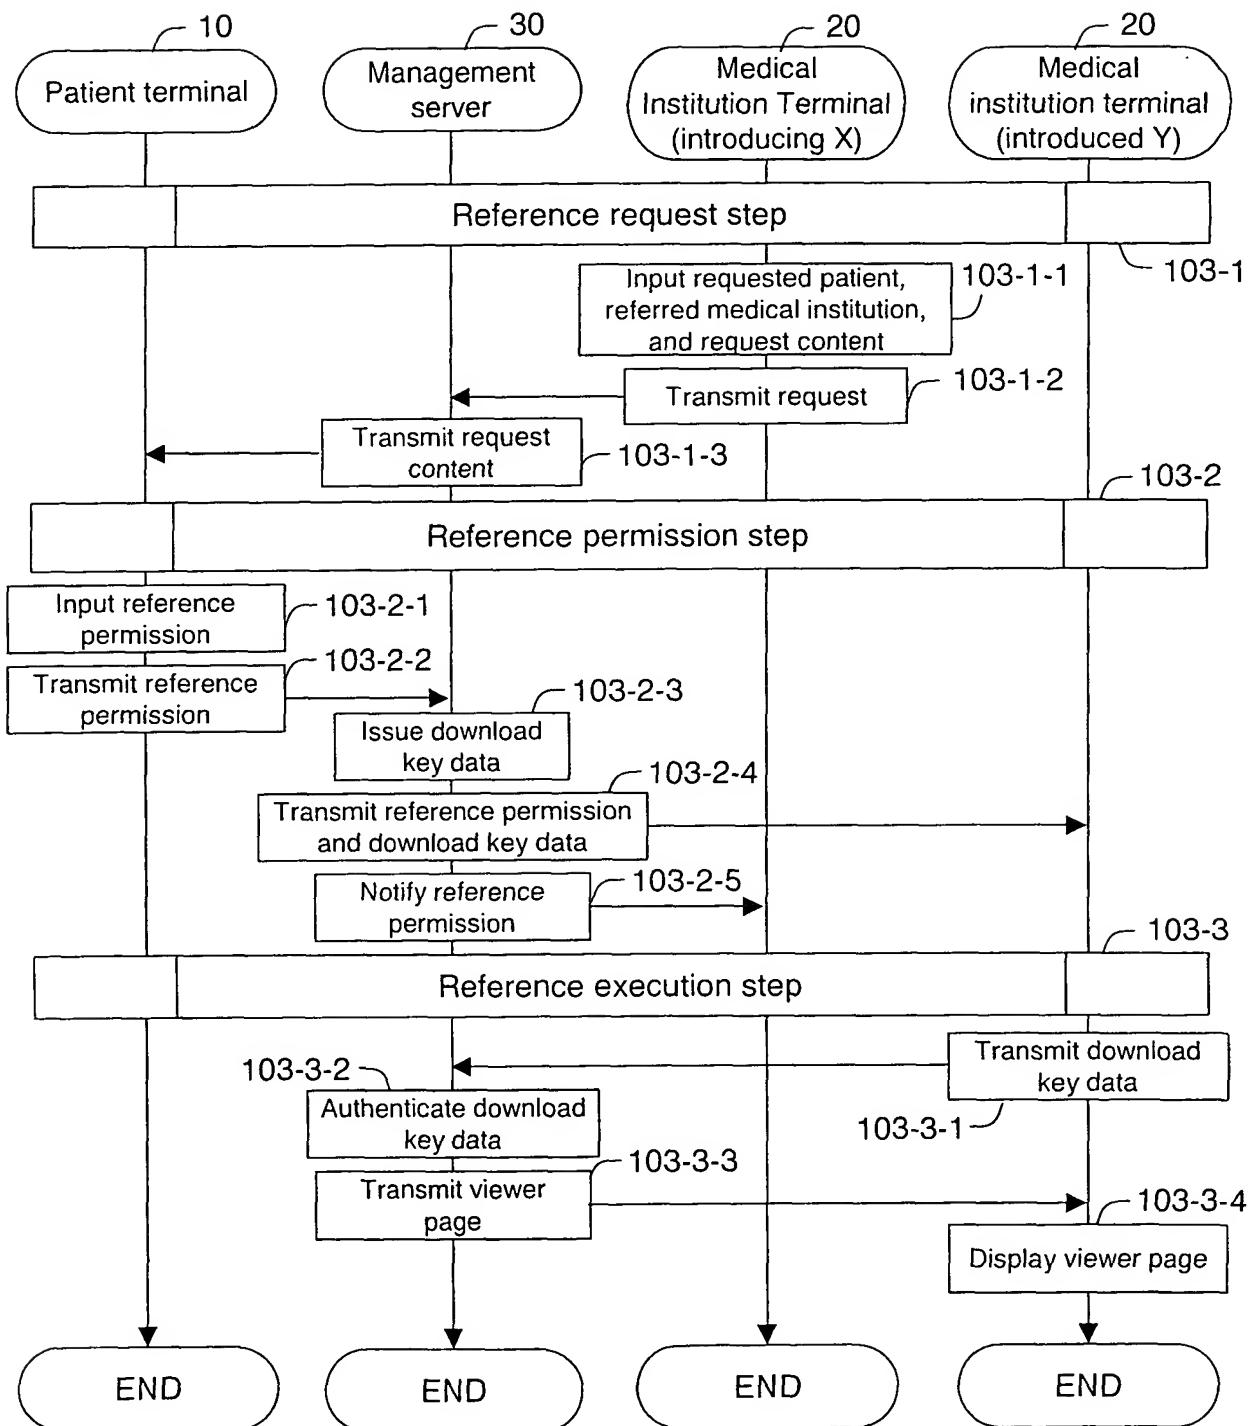 10
30
20
20
Patient terminal
Management
server
Medical
Institution Terminal
(introducing X)
Medical
institution terminal
(introduced Y)
Reference request step
103-1
Input requested patient,
referred medical institution,
and request content
103-1-1
Transmit request
103-1-2
Transmit request
content
103-1-3
103-2
Reference permission step
Input reference
permission
103-2-1
Transmit reference
permission
103-2-2
Issue download
key data
103-2-3
Transmit reference permission
and download key data
103-2-4
Notify reference
permission
103-2-5
103-3
Reference execution step
Transmit download
key data
103-3-1
103-3-2
Authenticate download
key data
Transmit viewer
page
103-3-3
103-3-4
Display viewer page
END
END
END
END